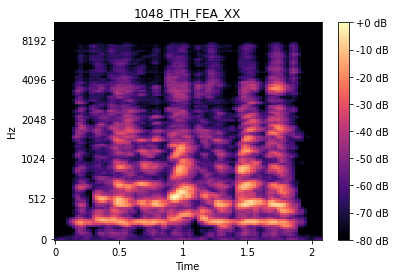 1048_ITH_FEA_XX
8192
4096
2048
1024
512
0
Hz
0
0.5
1
1.5
2
Time
+0 dB
-10 dB
-20 dB
-30 dB
-40 dB
-50 dB
-60 dB
-70 dB
-80 dB